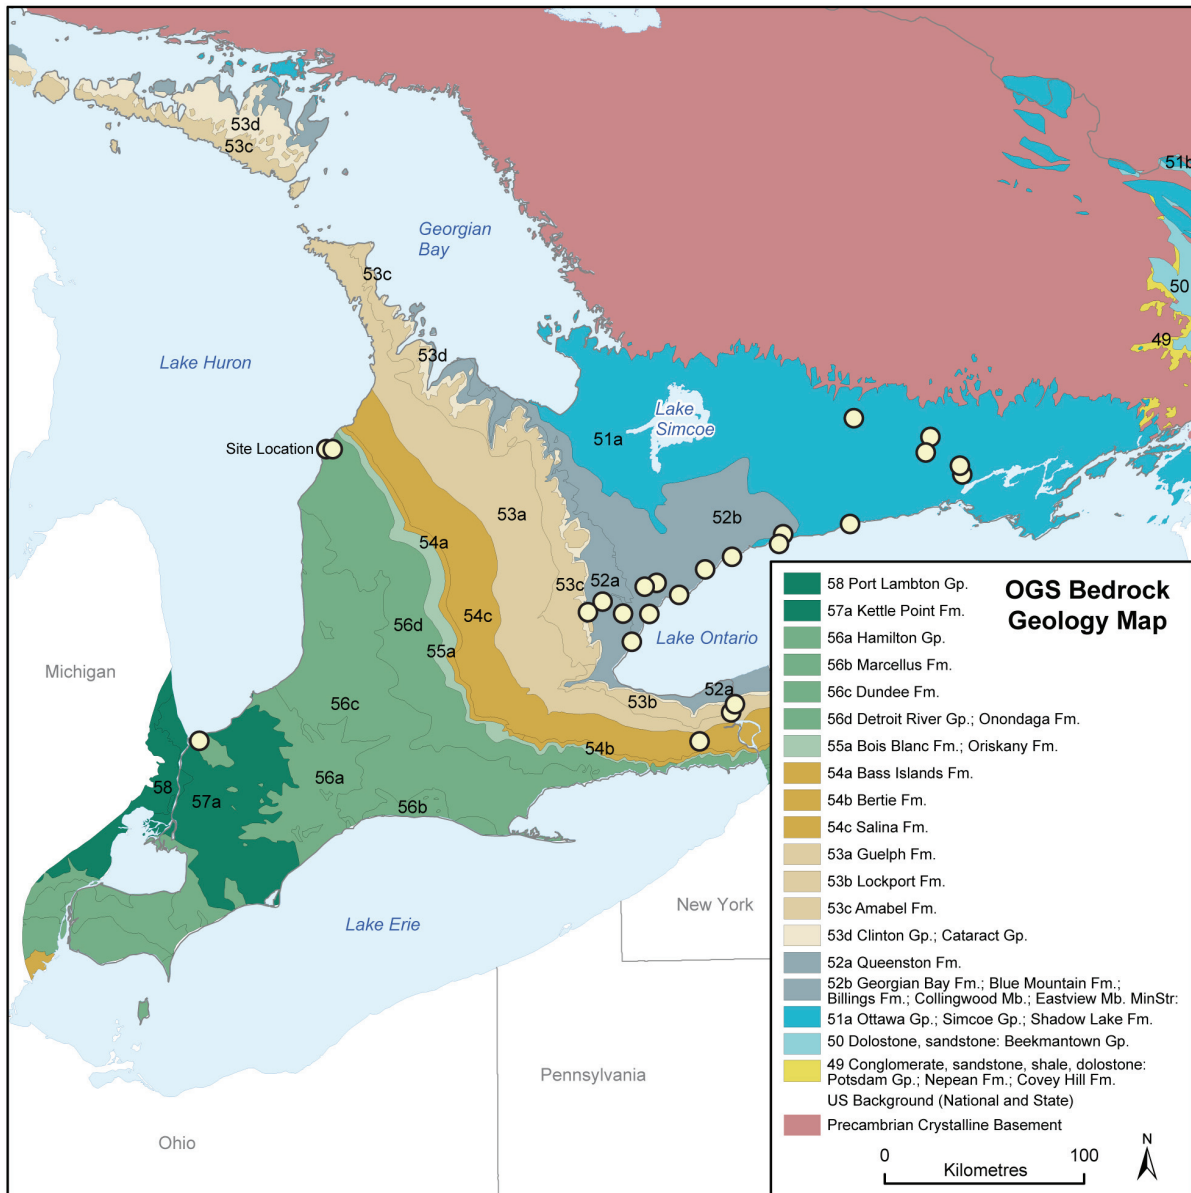 53d
53c
51b
Georgian
Bay
53c
50
49
53d
Lake Huron
Lake
Simcoe
51a
Site Location
53a
52b
54a
53c
52a
54c
56d
55a
Lake Ontario
Michigan
52a
53b
56c
54b
56a
58
57a
56b
New York
Lake Erie
Pennsylvania
Ohio
OGS Bedrock
Geology Map
58 Port Lambton Gp.
57a Kettle Point Fm.
56a Hamilton Gp.
56b Marcellus Fm.
56c Dundee Fm.
56d Detroit River Gp.; Onondaga Fm.
55a Bois Blanc Fm.; Oriskany Fm.
54a Bass Islands Fm.
54b Bertie Fm.
54c Salina Fm.
53a Guelph Fm.
53b Lockport Fm.
53c Amabel Fm.
53d Clinton Gp.; Cataract Gp.
52a Queenston Fm.
52b Georgian Bay Fm.; Blue Mountain Fm.;
Billings Fm.; Collingwood Mb.; Eastview Mb. MinStr:
51a Ottawa Gp.; Simcoe Gp.; Shadow Lake Fm.
50 Dolostone, sandstone: Beekmantown Gp.
49 Conglomerate, sandstone, shale, dolostone:
Potsdam Gp.; Nepean Fm.; Covey Hill Fm.
US Background (National and State)
Precambrian Crystalline Basement
0 100
Kilometres
N